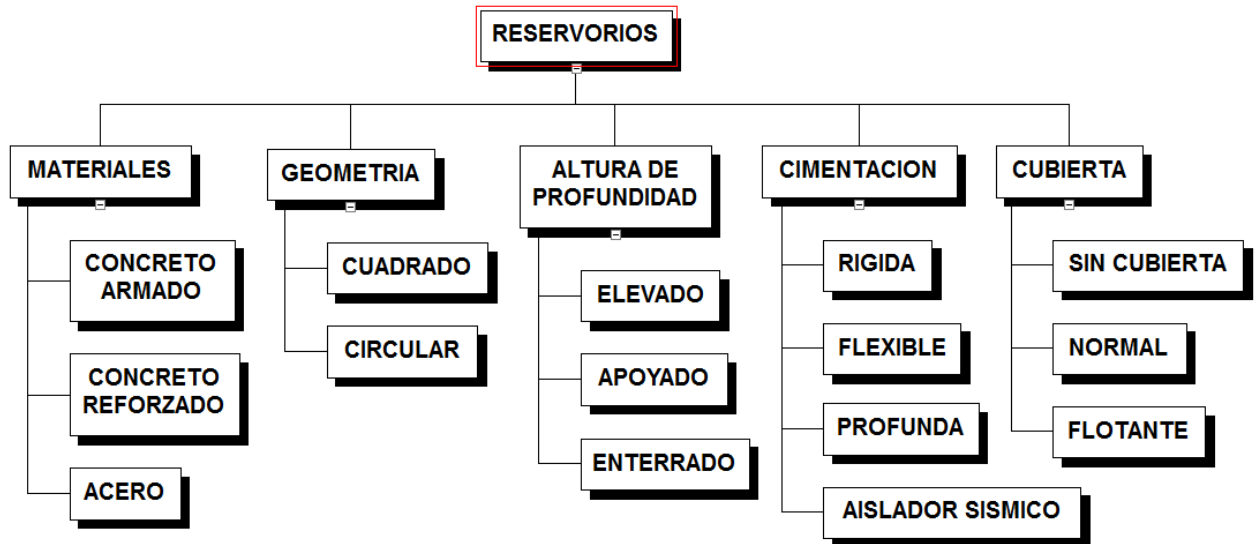 RESERVORIOS
MATERIALES
CONCRETO
ARMADO
CONCRETO
REFORZADO
ACERO
GEOMETRIA
CUADRADO
CIRCULAR
ALTURA DE
PROFUNDIDAD
ELEVADO
APOYADO
ENTERRADO
CIMENTACION
RIGIDA
FLEXIBLE
PROFUNDA
AISLADOR SISMICO
CUBIERTA
SIN CUBIERTA
NORMAL
FLOTANTE